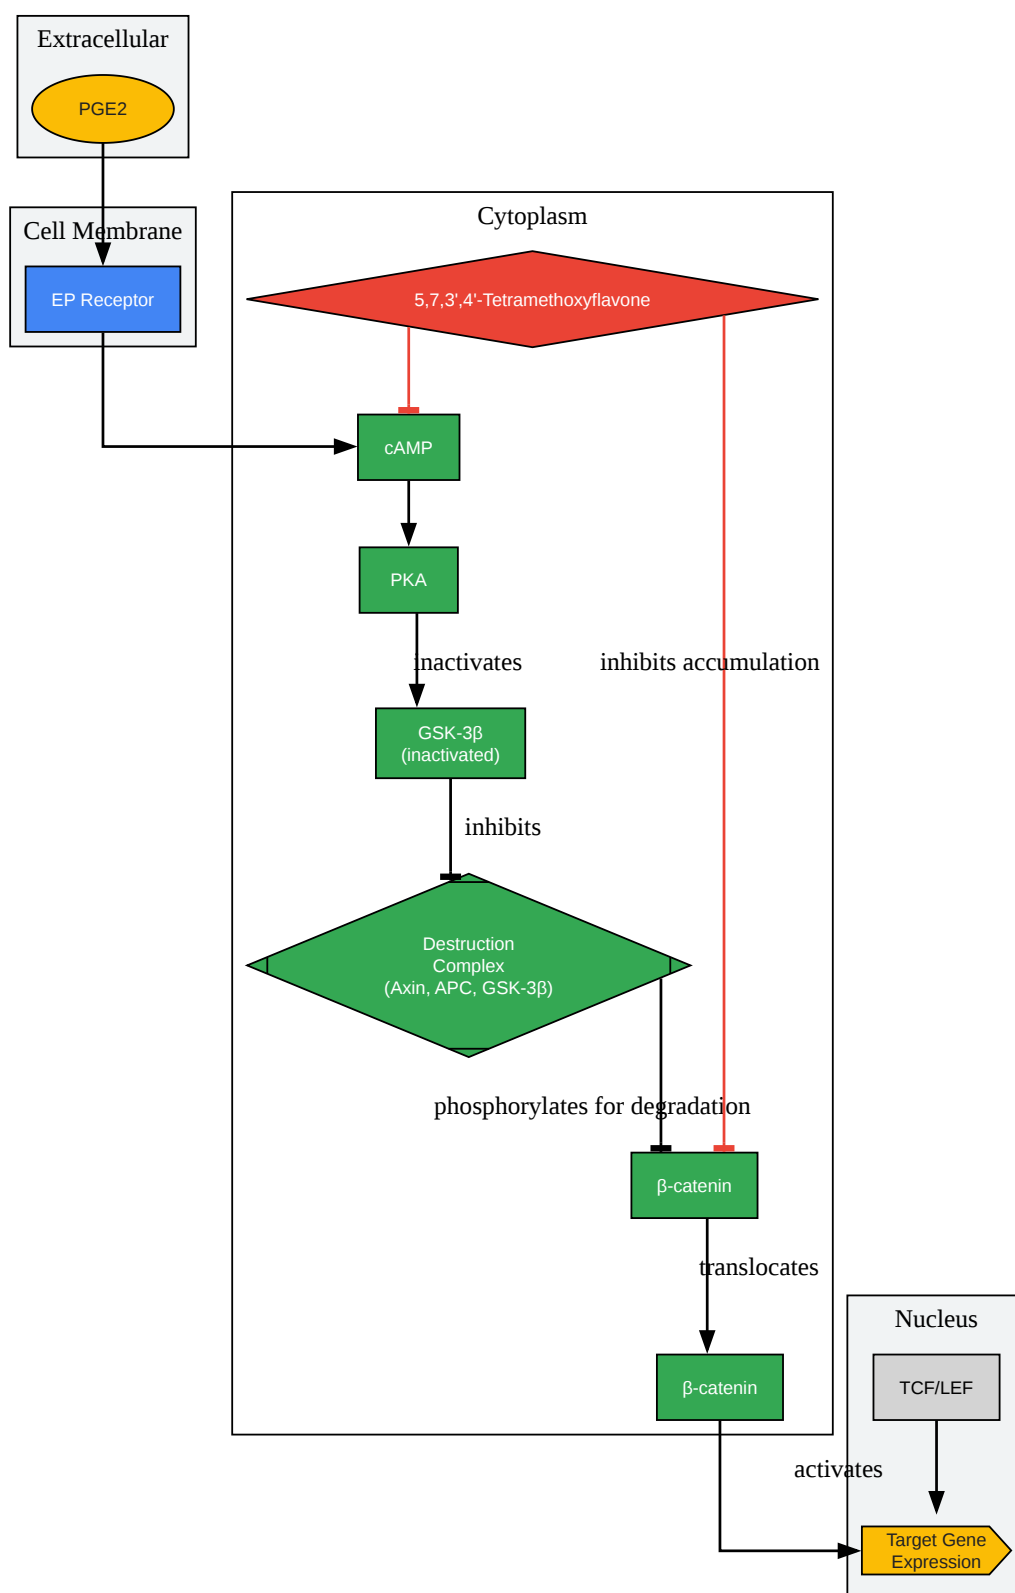 Extracellular
PGE2
Cell Membrane
EP Receptor
Cytoplasm
5,7,3',4'-Tetramethoxyflavone
cAMP
PKA
inactivates
inhibits accumulation
GSK-3β
(inactivated)
inhibits
Destruction
Complex
(Axin, APC, GSK-3β)
phosphorylates for degradation
β-catenin
translocates
β-catenin
Nucleus
TCF/LEF
activates
Target Gene
Expression